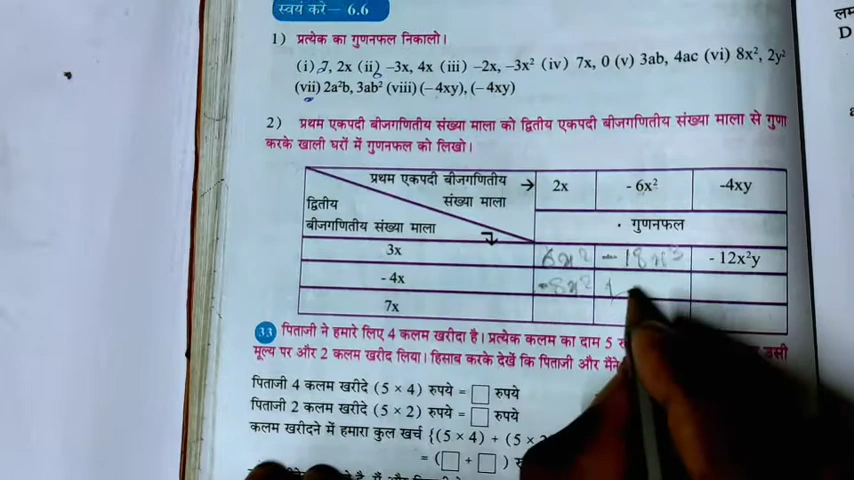 स्वयं करे – 6.6
1) प्रत्येक का गुणनफल निकालो।
(i) 7, 2x (ii) –3x, 4x (iii) –2x, –3x² (iv) 7x, 0 (v) 3ab, 4ac (vi) 8x², 2y²
(vii) 2a²b, 3ab² (viii) (–4xy), (–4xy)
2) प्रथम एकपदी बीजगणितीय संख्या माला को द्वितीय एकपदी बीजगणितीय संख्या माला से गुणा
करके खाली घरों में गुणनफल को लिखो।
प्रथम एकपदी बीजगणितीय → 2x - 6x² -4xy
संख्या माला
द्वितीय
बीजगणितीय संख्या माला गुणनफल
3x 6x² - 18x³ - 12x²y
- 4x -8x² +
7x
33 पिताजी ने हमारे लिए 4 कलम खरीदा है। प्रत्येक कलम का दाम 5 उसी
मूल्य पर और 2 कलम खरीद लिया। हिसाब करके देखें कि पिताजी और मैंने
पिताजी 4 कलम खरीदे (5 × 4) रुपये = रुपये
पिताजी 2 कलम खरीदे (5 × 2) रुपये = रुपये
कलम खरीदने में हमारा कुल खर्च {(5 × 4) + (5 ×
= ( + )
लम
D